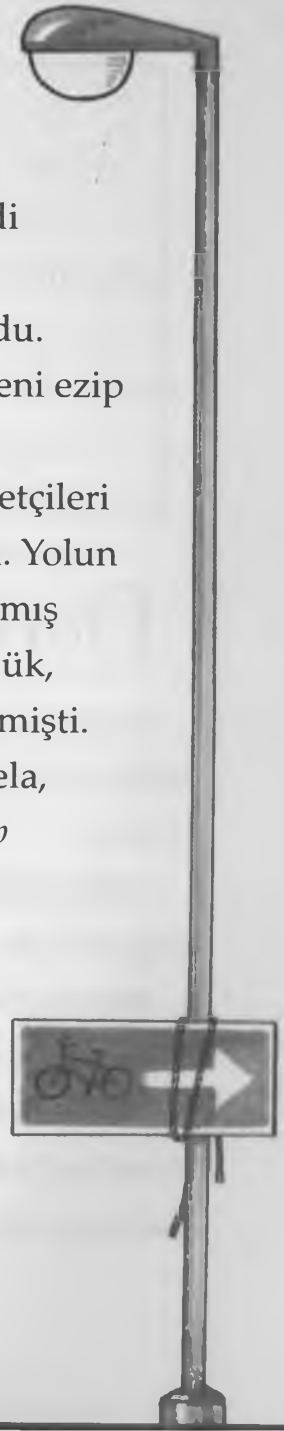 di
du.
eni ezip
etçileri
. Yolun
mış
ük,
mişti.
ela,